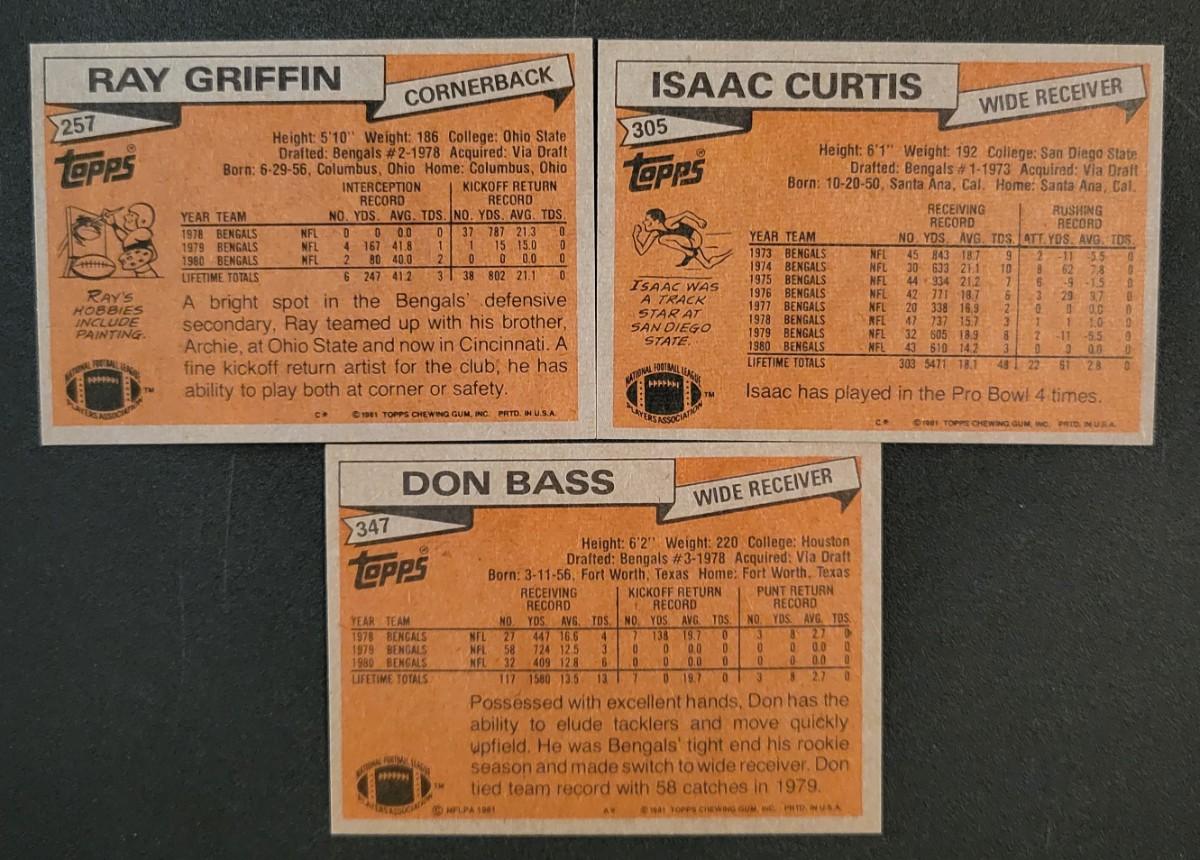 RAY GRIFFIN
CORNERBACK
257
topps®
Height: 5'10" Weight: 186 College: Ohio State
Drafted: Bengals #2-1978 Acquired: Via Draft
Born: 6-29-56, Columbus, Ohio Home: Columbus, Ohio
INTERCEPTION RECORD KICKOFF RETURN RECORD
YEAR TEAM NO. YDS. AVG. TDS. NO. YDS. AVG. TDS.
1978 BENGALS NFL 0 0 0.0 0 37 787 21.3 0
1979 BENGALS NFL 4 167 41.8 1 1 15 15.0 0
1980 BENGALS NFL 2 80 40.0 2 0 0 0.0 0
LIFETIME TOTALS 6 247 41.2 3 38 802 21.1 0
RAY'S
HOBBIES
INCLUDE
PAINTING.
A bright spot in the Bengals' defensive
secondary, Ray teamed up with his brother,
Archie, at Ohio State and now in Cincinnati. A
fine kickoff return artist for the club, he has
ability to play both at corner or safety.
NATIONAL FOOTBALL LEAGUE
PLAYERS ASSOCIATION
™
C* ©1981 TOPPS CHEWING GUM, INC. PRTD. IN U.S.A.
ISAAC CURTIS
WIDE RECEIVER
305
topps®
Height: 6'1" Weight: 192 College: San Diego State
Drafted: Bengals #1-1973 Acquired: Via Draft
Born: 10-20-50, Santa Ana, Cal. Home: Santa Ana, Cal.
RECEIVING RECORD RUSHING RECORD
YEAR TEAM NO. YDS. AVG. TDS. ATT. YDS. AVG. TDS.
1973 BENGALS NFL 45 843 18.7 9 2 -11 -5.5 0
1974 BENGALS NFL 30 633 21.1 10 8 62 7.8 0
1975 BENGALS NFL 44 934 21.2 7 6 -9 -1.5 0
1976 BENGALS NFL 42 771 18.7 6 3 29 9.7 0
1977 BENGALS NFL 20 338 16.9 2 0 0 0.0 0
1978 BENGALS NFL 47 737 15.7 3 1 1 1.0 0
1979 BENGALS NFL 32 605 18.9 8 2 -11 -5.5 0
1980 BENGALS NFL 43 610 14.2 3 0 0 0.0 0
LIFETIME TOTALS 303 5471 18.1 48 22 61 2.8 0
ISAAC WAS
A TRACK
STAR AT
SAN DIEGO
STATE.
Isaac has played in the Pro Bowl 4 times.
NATIONAL FOOTBALL LEAGUE
PLAYERS ASSOCIATION
™
C* ©1981 TOPPS CHEWING GUM, INC. PRTD. IN U.S.A.
DON BASS
WIDE RECEIVER
347
topps®
Height: 6'2" Weight: 220 College: Houston
Drafted: Bengals #3-1978 Acquired: Via Draft
Born: 3-11-56, Fort Worth, Texas Home: Fort Worth, Texas
RECEIVING RECORD KICKOFF RETURN RECORD PUNT RETURN RECORD
YEAR TEAM NO. YDS. AVG. TDS. NO. YDS. AVG. TDS. NO. YDS. AVG. TDS.
1978 BENGALS NFL 27 447 16.6 4 7 138 19.7 0 3 8 2.7 0
1979 BENGALS NFL 58 724 12.5 3 0 0 0.0 0 0 0 0.0 0
1980 BENGALS NFL 32 409 12.8 6 0 0 0.0 0 0 0 0.0 0
LIFETIME TOTALS 117 1580 13.5 13 7 0 19.7 0 3 8 2.7 0
Possessed with excellent hands, Don has the
ability to elude tacklers and move quickly
upfield. He was Bengals' tight end his rookie
season and made switch to wide receiver. Don
tied team record with 58 catches in 1979.
NATIONAL FOOTBALL LEAGUE
PLAYERS ASSOCIATION
™
© NFLPA 1981 ©1981 TOPPS CHEWING GUM, INC. PRTD. IN U.S.A.